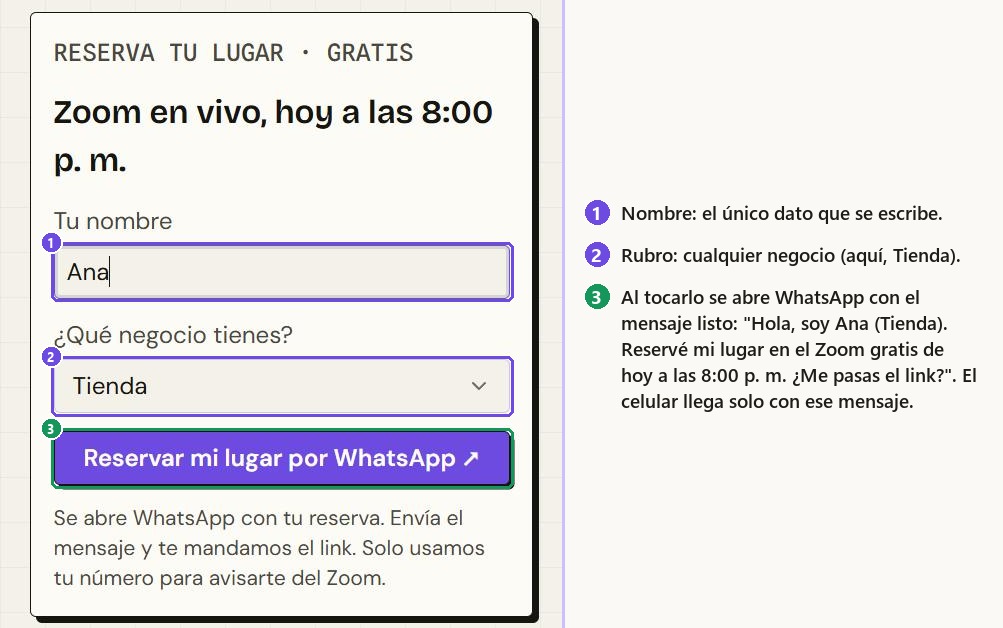 RESERVA TU LUGAR · GRATIS
Zoom en vivo, hoy a las 8:00
p. m.
Tu nombre
1
Ana
¿Qué negocio tienes?
2
Tienda
3
Reservar mi lugar por WhatsApp ↗
Se abre WhatsApp con tu reserva. Envía el
mensaje y te mandamos el link. Solo usamos
tu número para avisarte del Zoom.
1 Nombre: el único dato que se escribe.
2 Rubro: cualquier negocio (aquí, Tienda).
3 Al tocarlo se abre WhatsApp con el
mensaje listo: "Hola, soy Ana (Tienda).
Reservé mi lugar en el Zoom gratis de
hoy a las 8:00 p. m. ¿Me pasas el link?". El
celular llega solo con ese mensaje.